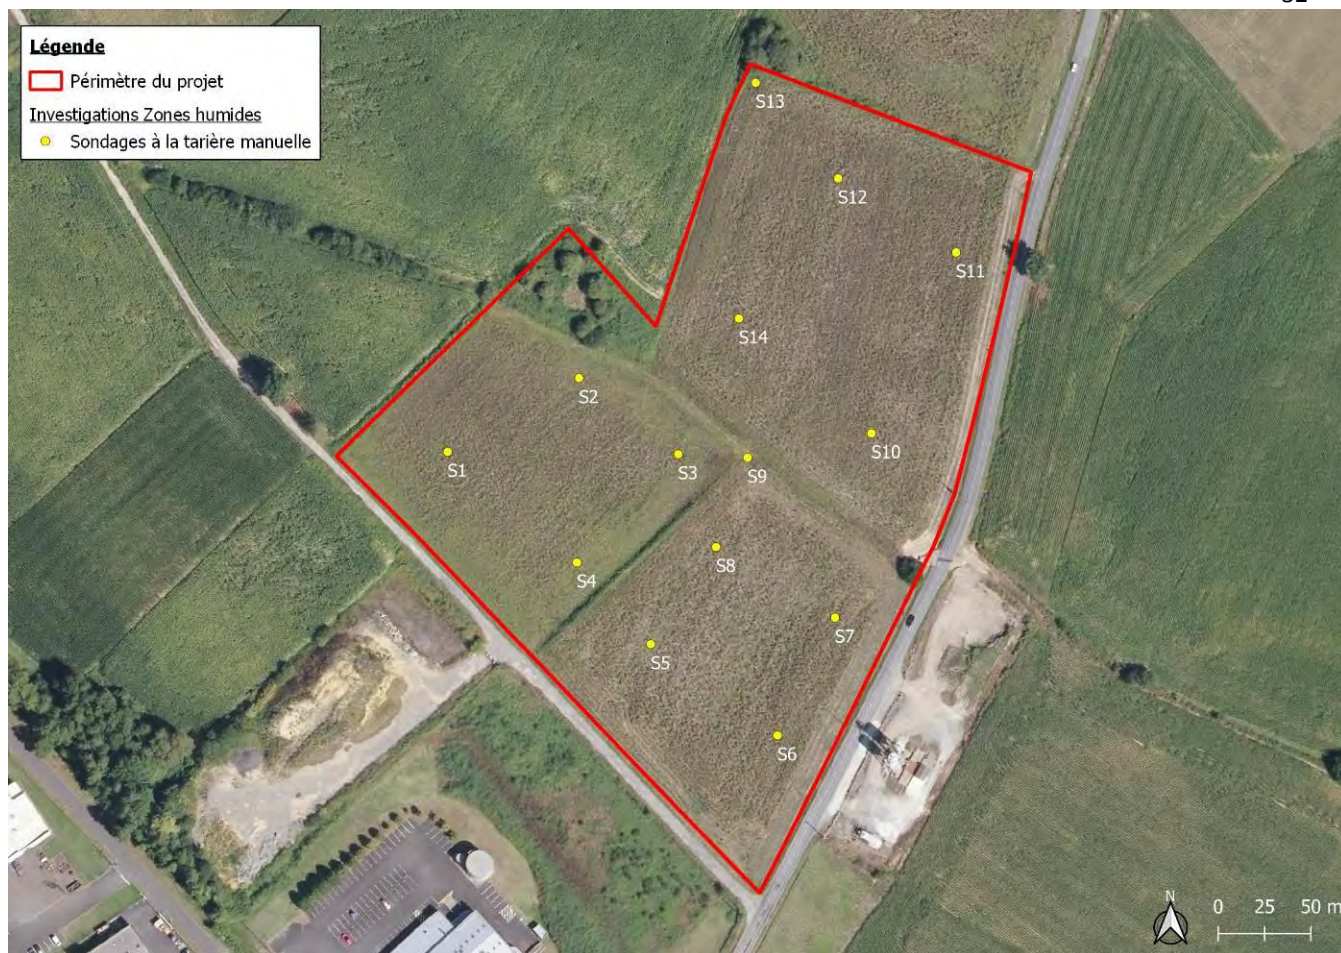 Légende
Périmètre du projet
Investigations Zones humides
Sondages à la tarière manuelle
S13
S12
S11
S14
S2
S10
S1
S3
S9
S8
S4
S7
S5
S6
N
0 25 50 m